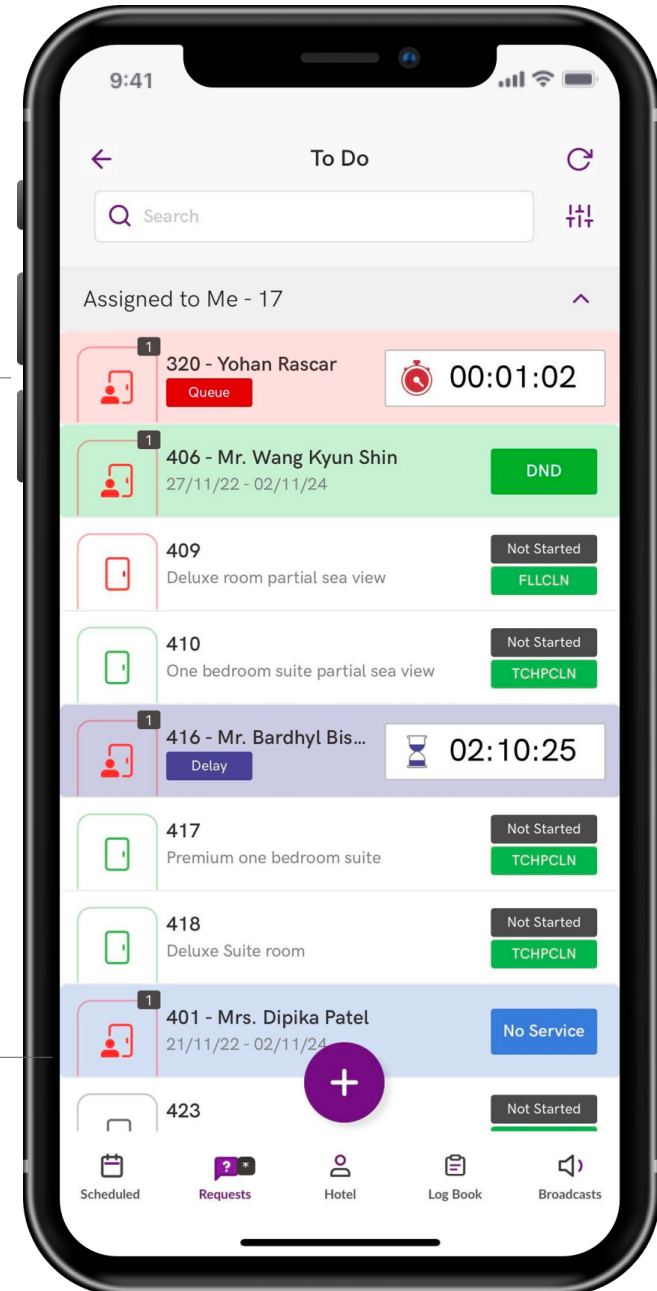 9:41
To Do
Search
Assigned to Me - 17
1
320 - Yohan Rascar
Queue
00:01:02
1
406 - Mr. Wang Kyun Shin
27/11/22 - 02/11/24
DND
409
Deluxe room partial sea view
Not Started
FLLCLN
410
One bedroom suite partial sea view
Not Started
TCHPCLN
1
416 - Mr. Bardhyl Bis...
Delay
02:10:25
417
Premium one bedroom suite
Not Started
TCHPCLN
418
Deluxe Suite room
Not Started
TCHPCLN
1
401 - Mrs. Dipika Patel
21/11/22 - 02/11/24
No Service
+
423
Not Started
? *
Scheduled
Requests
Hotel
Log Book
Broadcasts